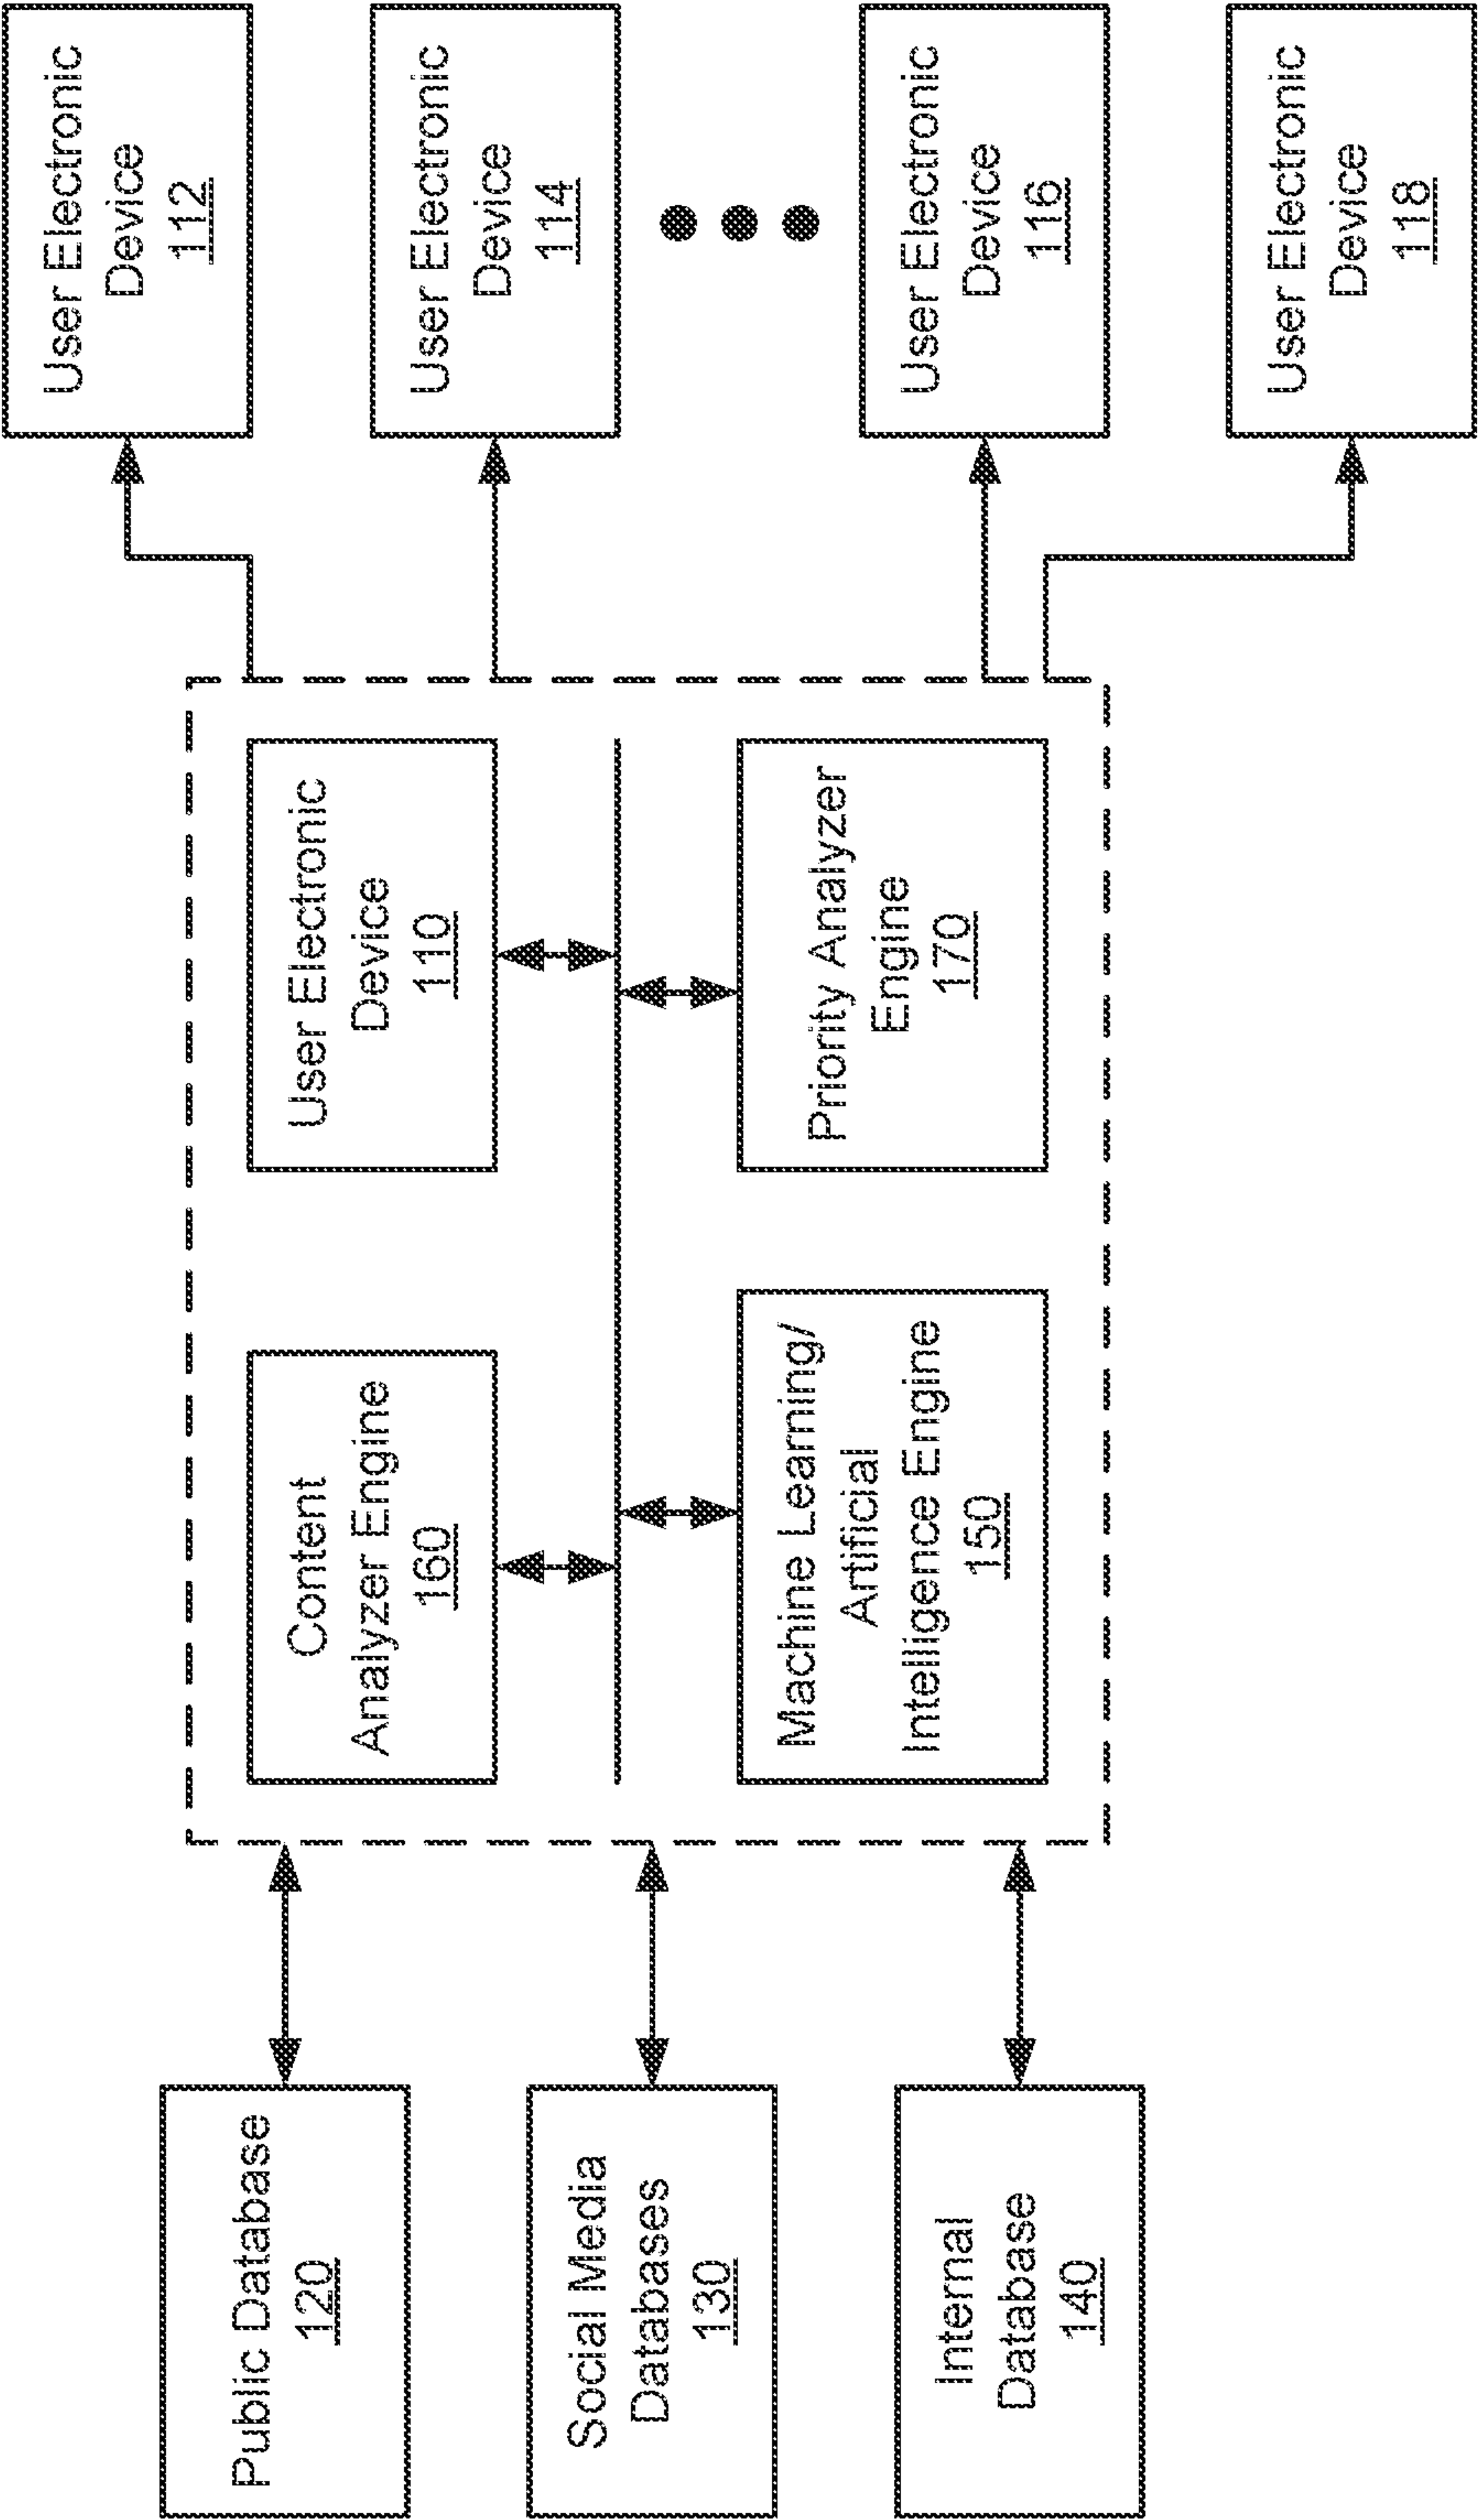 Public Database
120
Social Media
Databases
130
Internal
Database
140
Content
Analyzer Engine
160
Machine Learning/
Artificial
Intelligence Engine
150
User Electronic
Device
110
Priority Analyzer
Engine
170
User Electronic
Device
112
User Electronic
Device
114
User Electronic
Device
116
User Electronic
Device
118